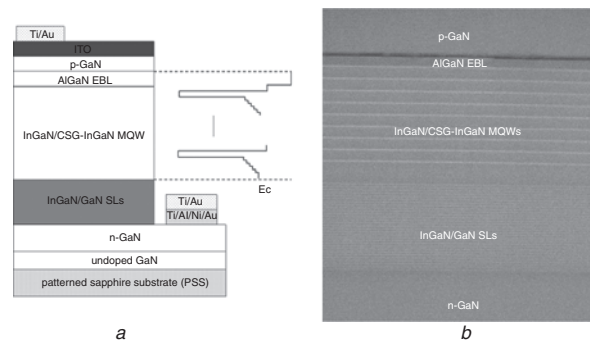 Ti/Au
ITO
p-GaN
AlGaN EBL
InGaN/CSG-InGaN MQW
InGaN/GaN SLs
Ec
Ti/Au
Ti/Al/Ni/Au
n-GaN
undoped GaN
patterned sapphire substrate (PSS)
a
p-GaN
AlGaN EBL
InGaN/CSG-InGaN MQWs
InGaN/GaN SLs
n-GaN
b